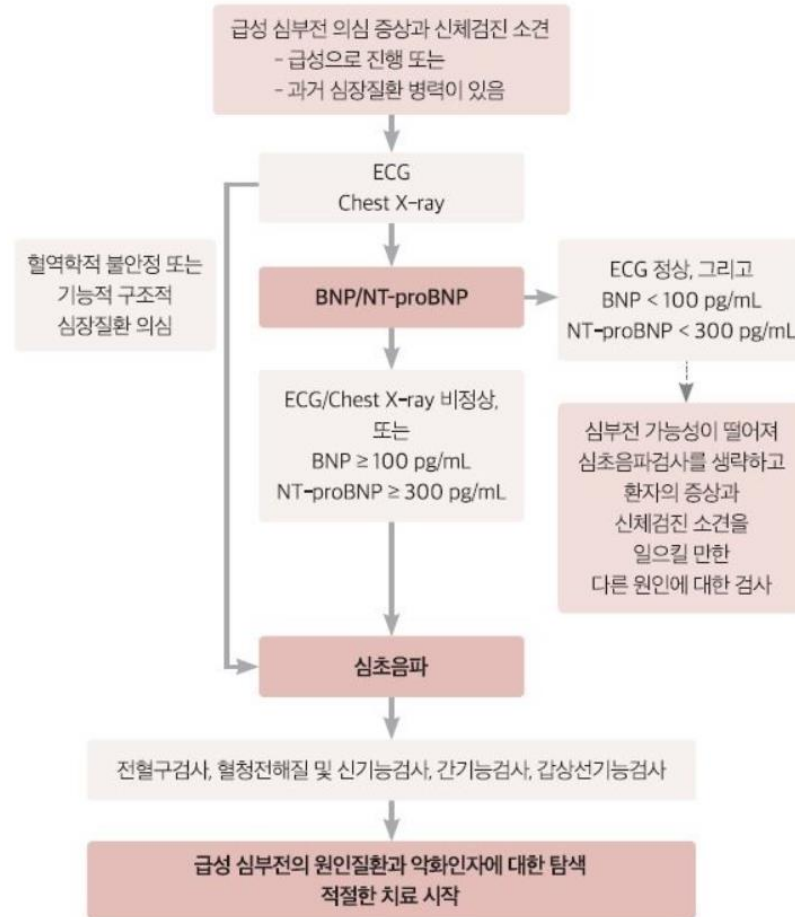 급성 심부전 의심 증상과 신체검진 소견
- 급성으로 진행 또는
- 과거 심장질환 병력이 있음
ECG
Chest X-ray
혈역학적 불안정 또는
기능적 구조적
심장질환 의심
BNP/NT-proBNP
ECG 정상, 그리고
BNP < 100 pg/mL
NT-proBNP < 300 pg/mL
ECG/Chest X-ray 비정상,
또는
BNP ≥ 100 pg/mL
NT-proBNP ≥ 300 pg/mL
심부전 가능성이 떨어져
심초음파검사를 생략하고
환자의 증상과
신체검진 소견을
일으킬 만한
다른 원인에 대한 검사
심초음파
전혈구검사, 혈청전해질 및 신기능검사, 간기능검사, 갑상선기능검사
급성 심부전의 원인질환과 악화인자에 대한 탐색
적절한 치료 시작